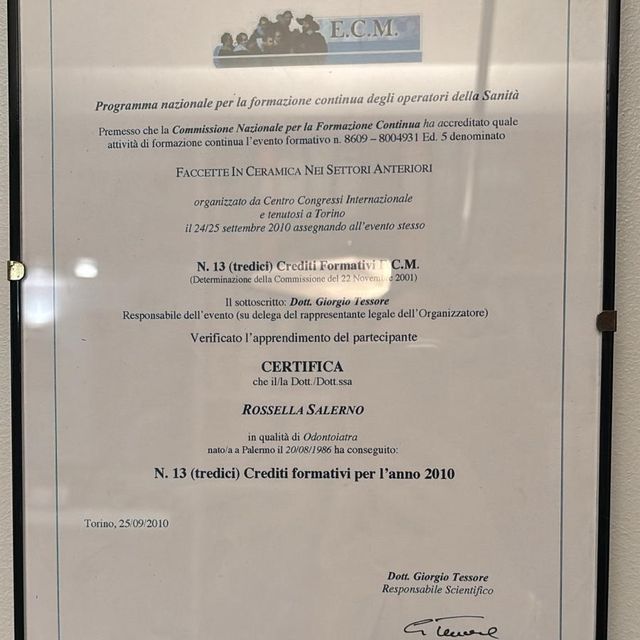 E.C.M.
Programma nazionale per la formazione continua degli operatori della Sanità
Premesso che la Commissione Nazionale per la Formazione Continua ha accreditato quale
attività di formazione continua l'evento formativo n. 8609 – 8004931 Ed. 5 denominato
FACCETTE IN CERAMICA NEI SETTORI ANTERIORI
organizzato da Centro Congressi Internazionale
e tenutosi a Torino
il 24/25 settembre 2010 assegnando all'evento stesso
N. 13 (tredici) Crediti Formativi E.C.M.
(Determinazione della Commissione del 22 Novembre 2001)
Il sottoscritto: Dott. Giorgio Tessore
Responsabile dell'evento (su delega del rappresentante legale dell'Organizzatore)
Verificato l'apprendimento del partecipante
CERTIFICA
che il/la Dott./Dott.ssa
ROSSELLA SALERNO
in qualità di Odontoiatra
nato/a a Palermo il 20/08/1986 ha conseguito:
N. 13 (tredici) Crediti formativi per l'anno 2010
Torino, 25/09/2010
Dott. Giorgio Tessore
Responsabile Scientifico